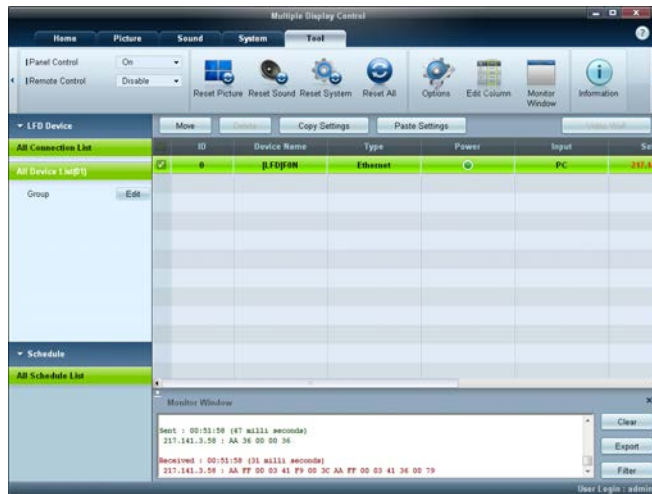 Multiple Display Control
Home Picture Sound System Tool
Panel Control On
Remote Control Disable
Reset Picture Reset Sound Reset System Reset All Options Edit Column Monitor Window Information
LFD Device
Move Delete Copy Settings Paste Settings Video Wall
All Connection List
ID Device Name Type Power Input
All Device List(01)
0 [LFD]F0N Ethernet PC
Group Edit
Schedule
All Schedule List
Monitor Window
Sent : 00:51:58 (47 milli seconds)
217.141.3.58 : AA 36 00 00 36
Received : 00:51:58 (31 milli seconds)
217.141.3.58 : AA FF 00 03 41 F9 00 3C AA FF 00 03 41 36 00 79
Clear
Export
Filter
User Login : admin